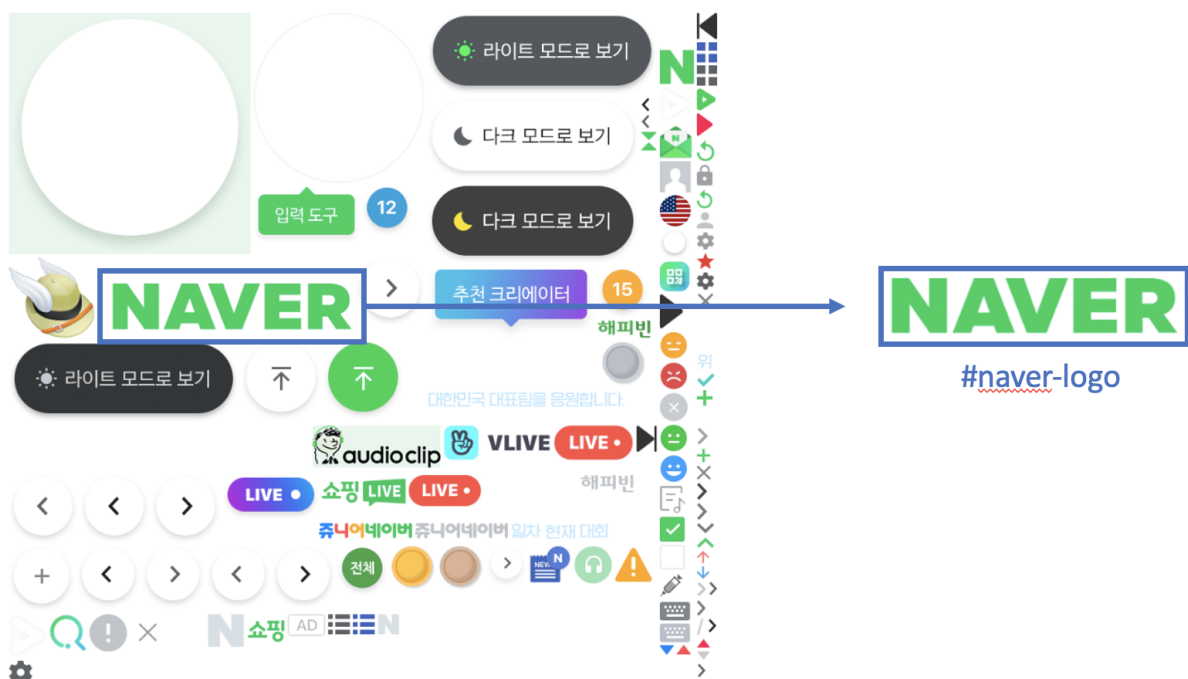 라이트 모드로 보기
N
다크 모드로 보기
N
입력 도구
12
다크 모드로 보기
NAVER
추천 크리에이터
15
NAVER
해피빈
라이트 모드로 보기
위
#naver-logo
대한민국 대표팀을 응원합니다.
audioclip
VLIVE
LIVE
LIVE
쇼핑 LIVE
LIVE
해피빈
쥬니어네이버
쥬니어네이버
일차 현재 대회
전체
NEWS
N
N
쇼핑
AD
N